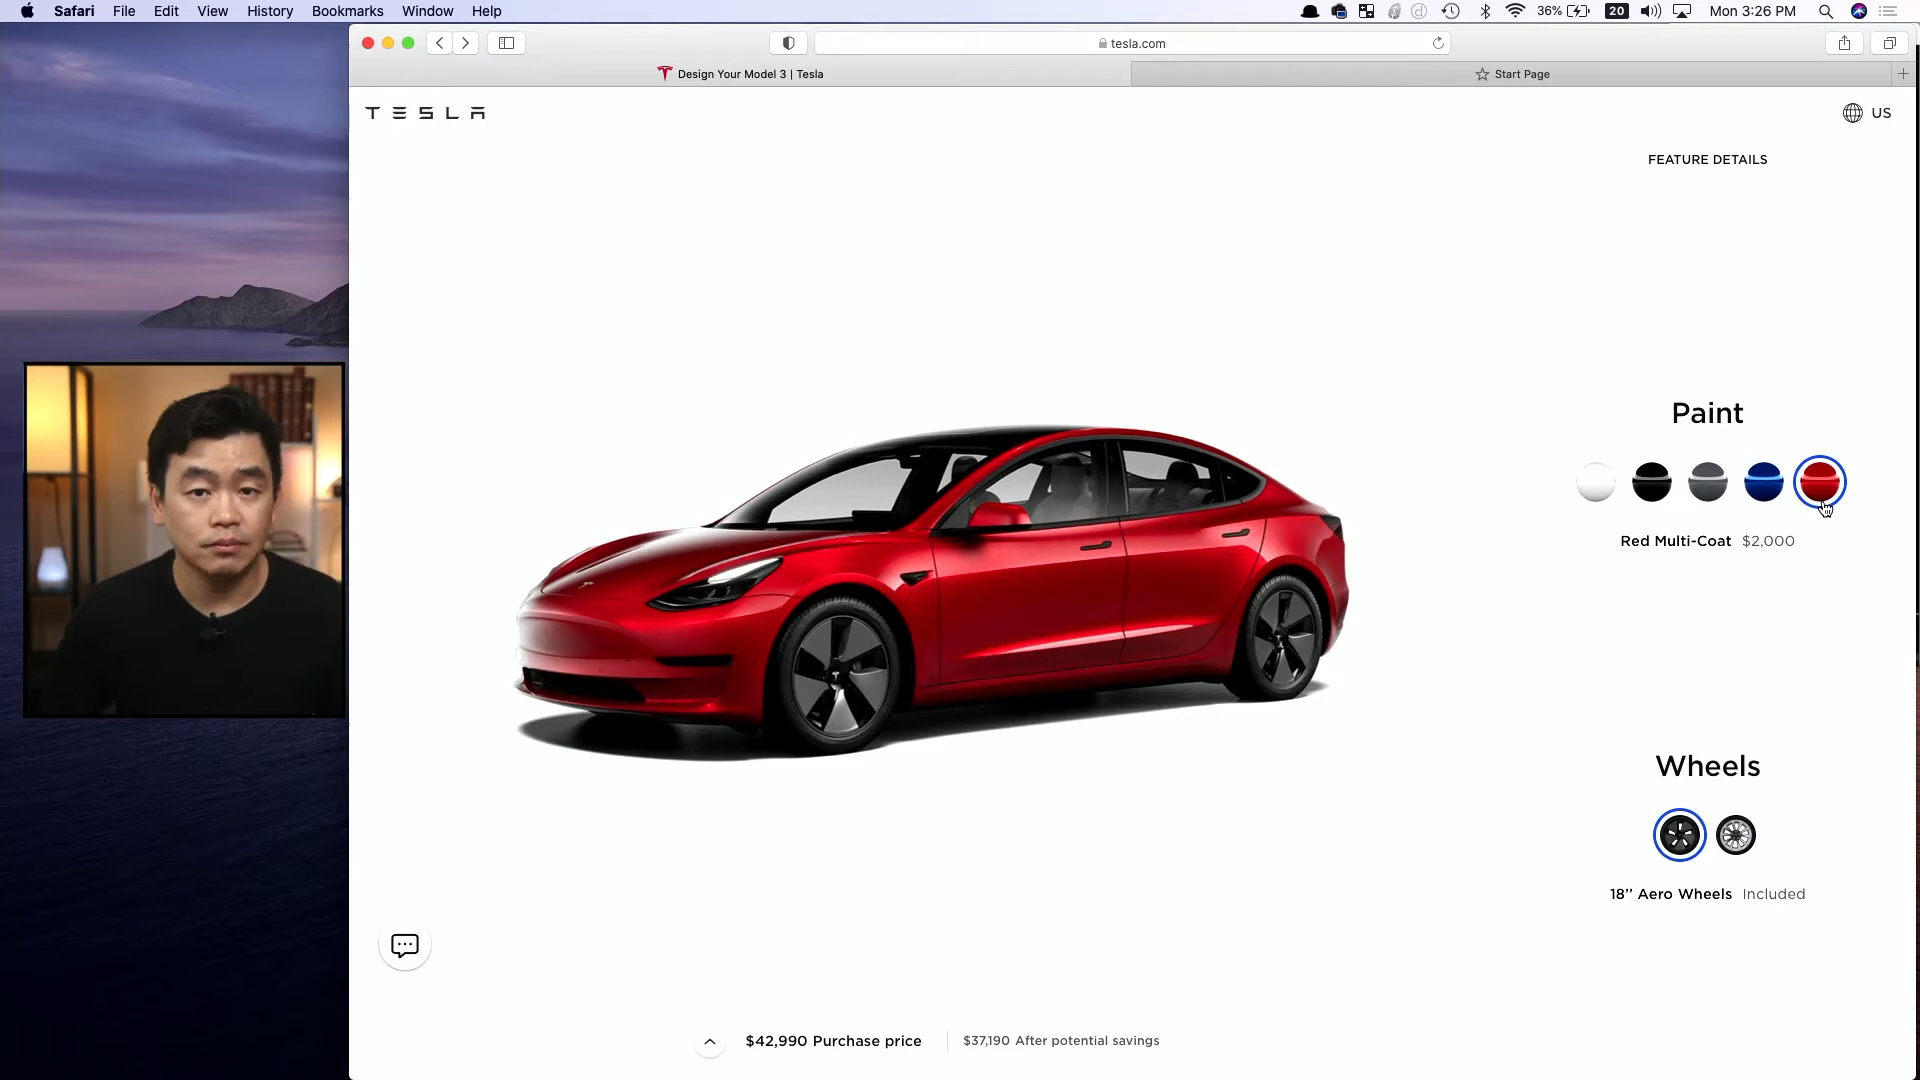 Safari File Edit View History Bookmarks Window Help
36% 20 Mon 3:26 PM
tesla.com
Design Your Model 3 | Tesla
Start Page
TESLA
US
FEATURE DETAILS
Paint
Red Multi-Coat $2,000
Wheels
18’’ Aero Wheels Included
$42,990 Purchase price
$37,190 After potential savings